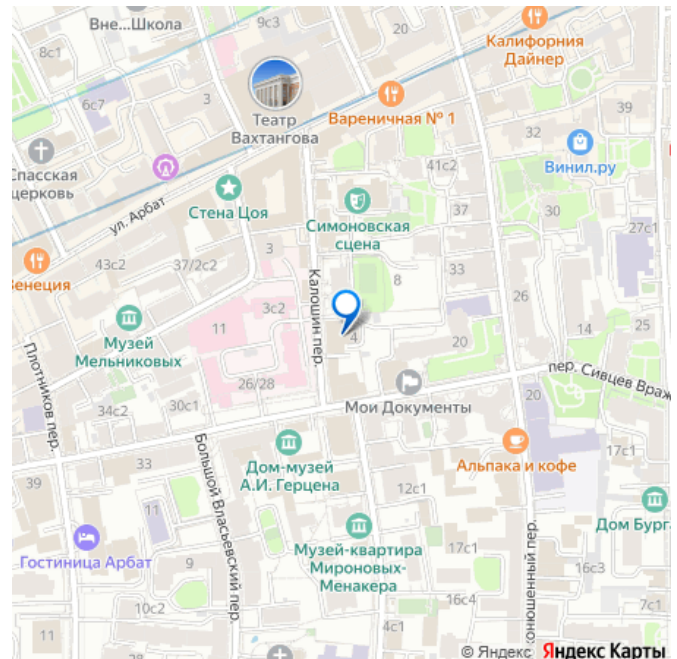 Вне...Школа
9с3
20
Калифорния
Дайнер
8с1
6с7
3
Театр
Вахтангова
Вареничная № 1
39
32
Винил.ру
Спасская
церковь
41с2
ул. Арбат
Стена Цоя
37
30
Симоновская
сцена
27с1
Венеция
43с2
37/2с2
3
8
33
Калошин пер.
26
Музей
Мельниковых
11
3с2
4
20
14
25
Плотников пер.
26/28
пер. Сивцев Враж
34с2
30с1
Мои Документы
20
33
Дом-музей
А.И. Герцена
Альпака и кофе
17с1
39
Большой Власьевский пер.
12с1
11
Дом Бурга
Гостиница Арбат
9
Музей-квартира
Мироновых-
Менакера
17с1
16с3
10с2
16с4
7с1
11
4с1
конюшенный пер.
© Яндекс Яндекс Карты